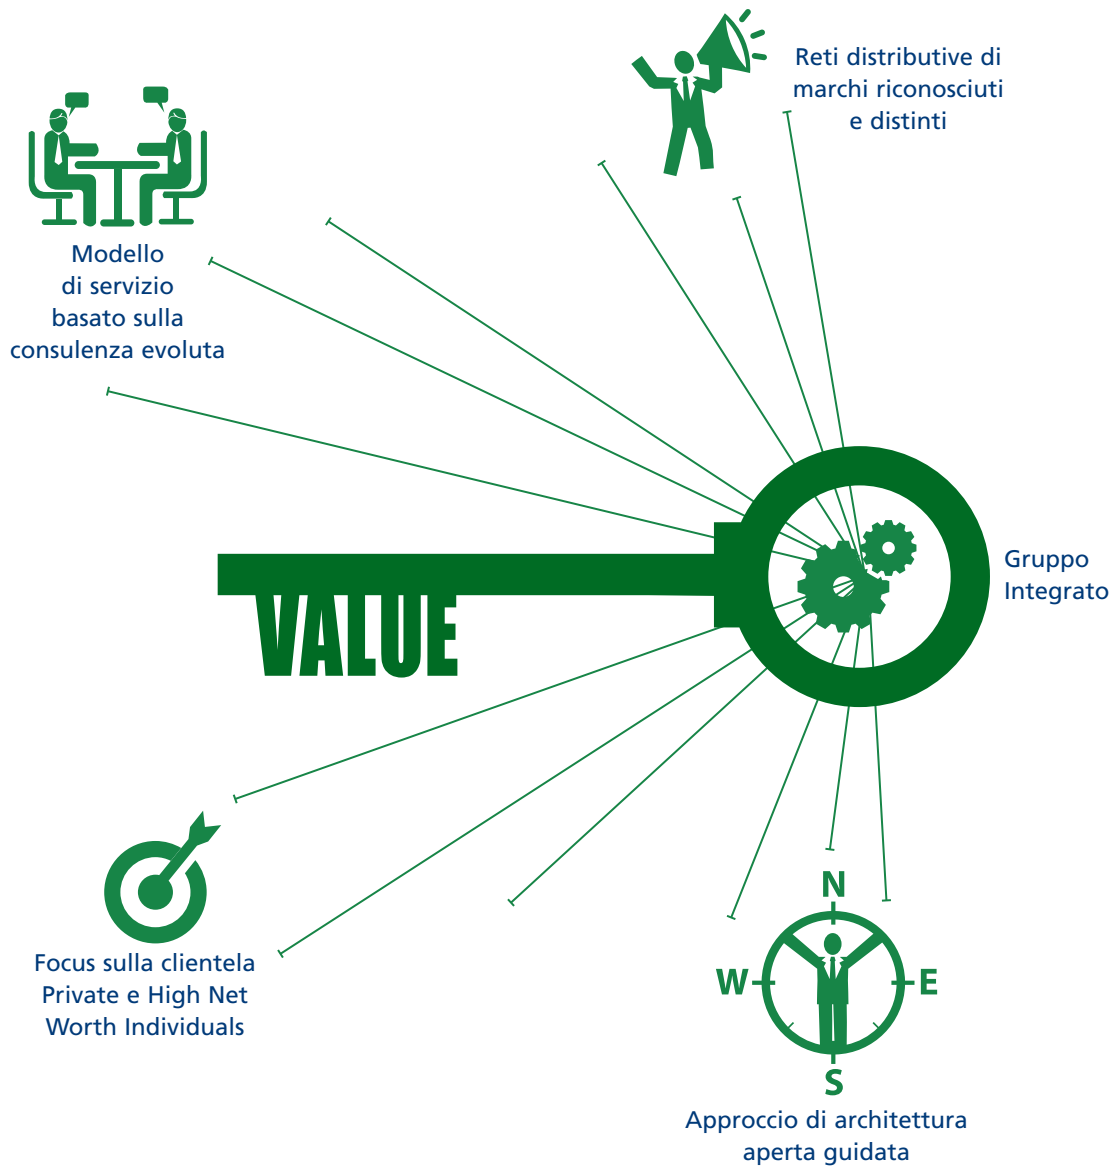 Reti distributive di
marchi riconosciuti
e distinti
Modello
di servizio
basato sulla
consulenza evoluta
Gruppo
Integrato
VALUE
Focus sulla clientela
Private e High Net
Worth Individuals
N
W
E
S
Approccio di architettura
aperta guidata